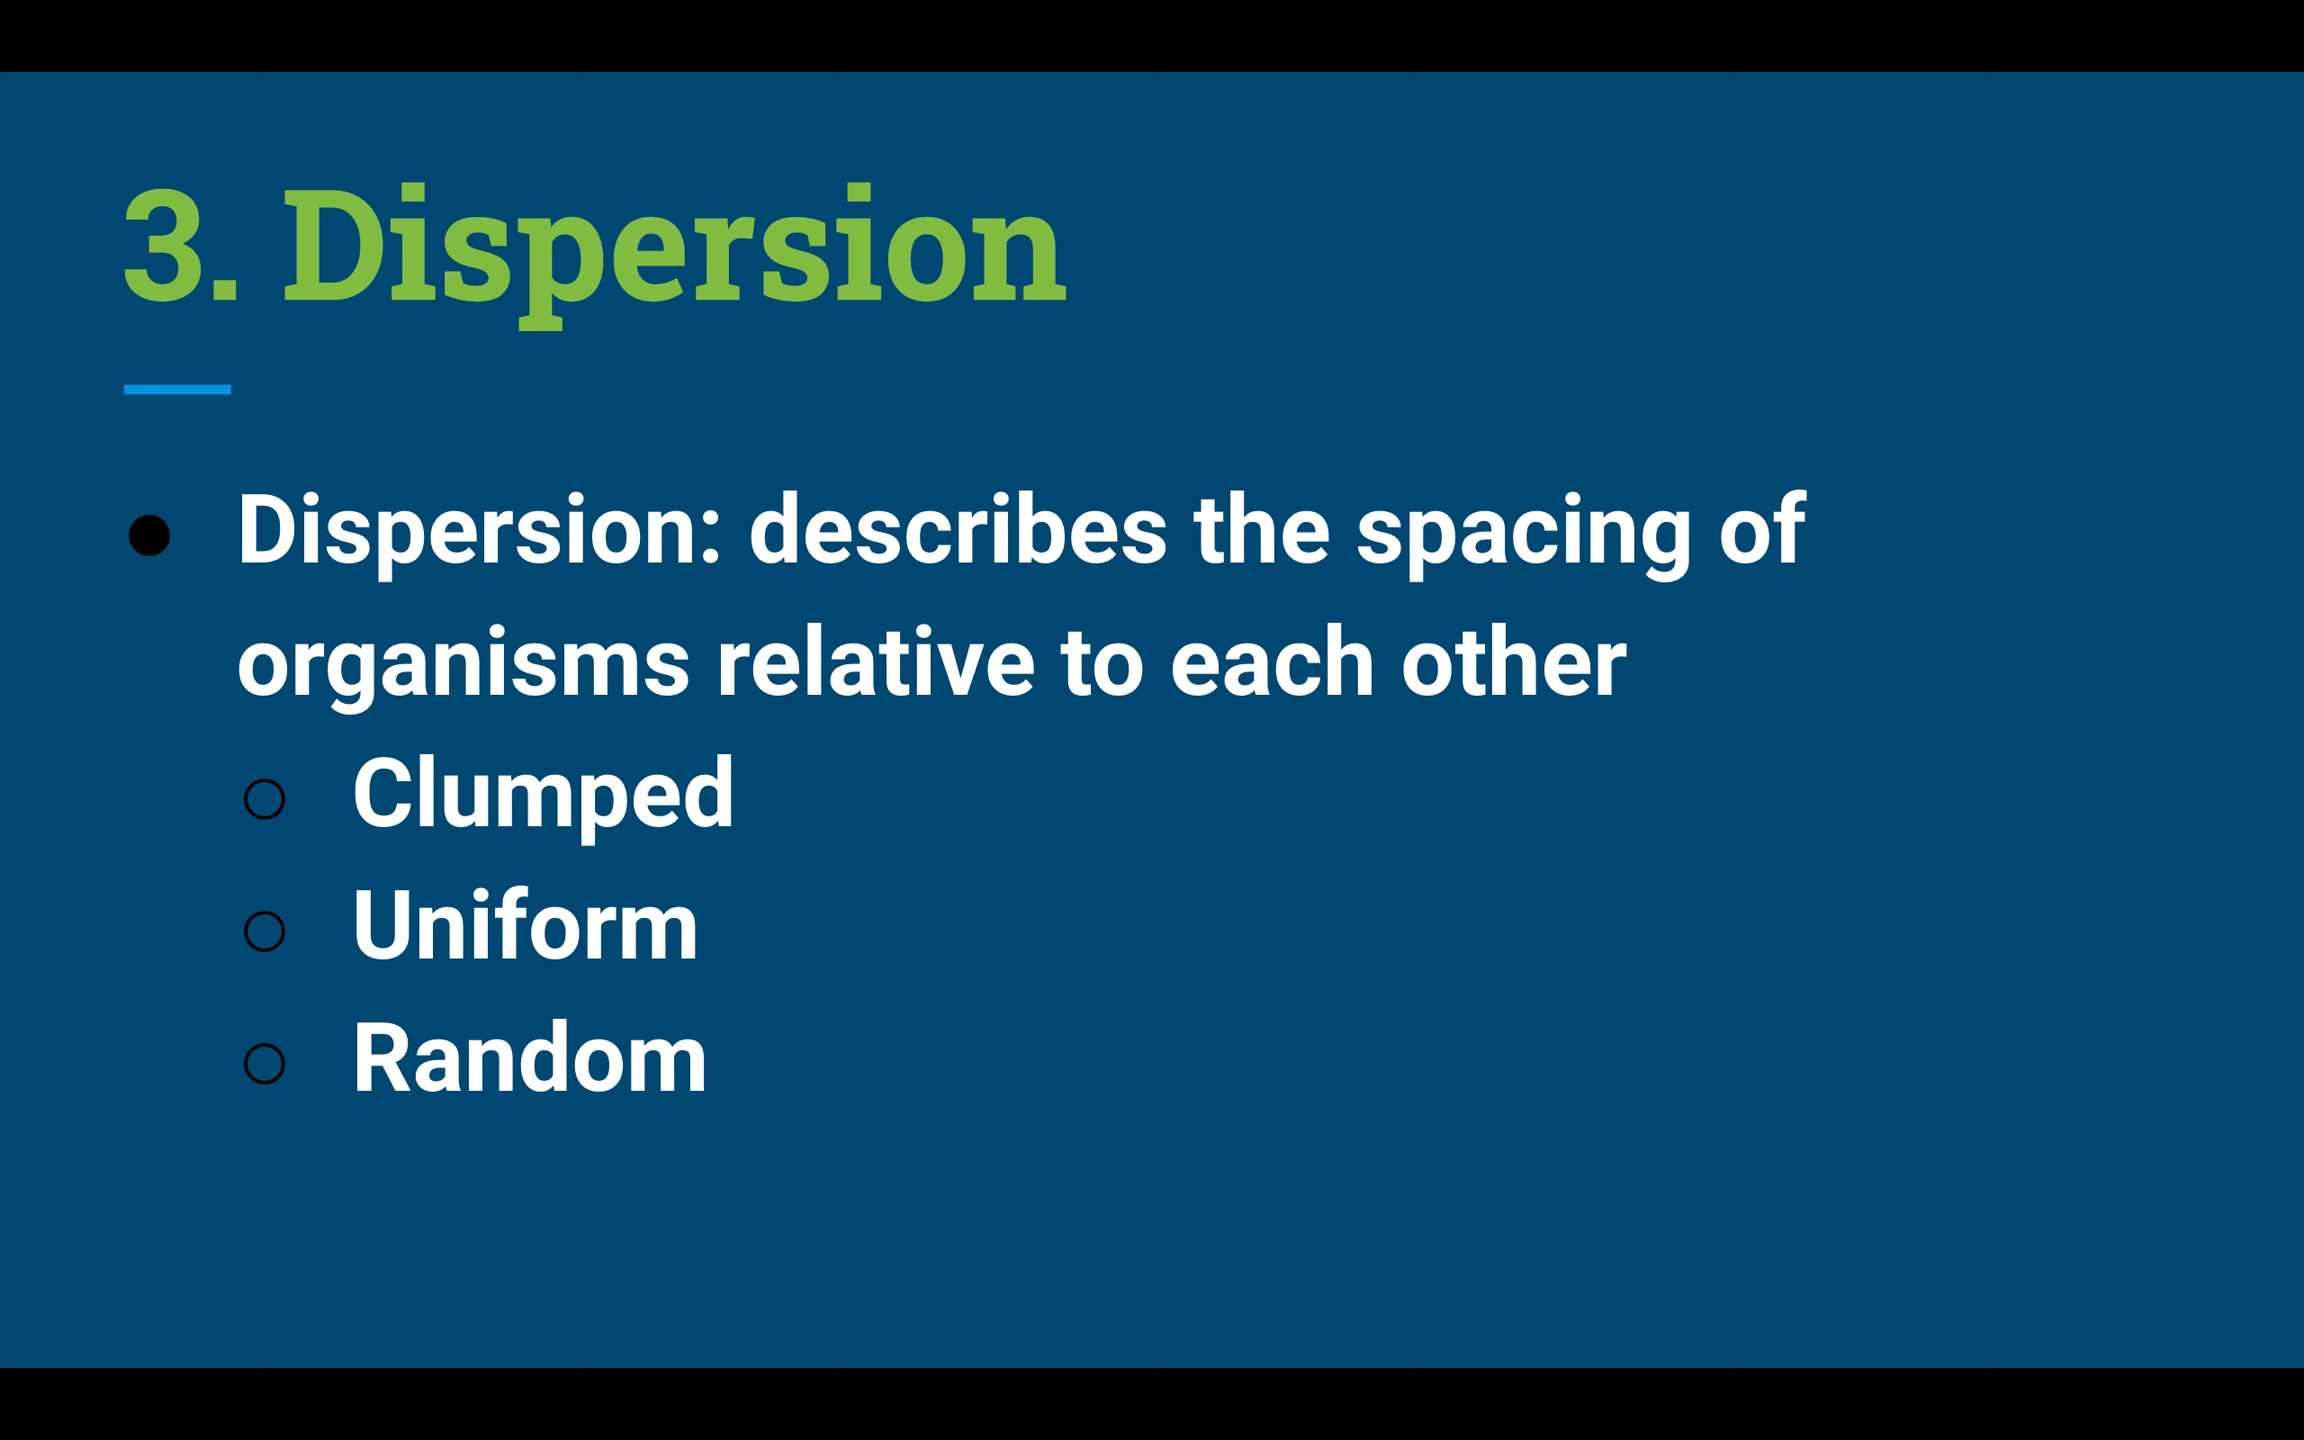 3. Dispersion
● Dispersion: describes the spacing of
organisms relative to each other
○ Clumped
○ Uniform
○ Random